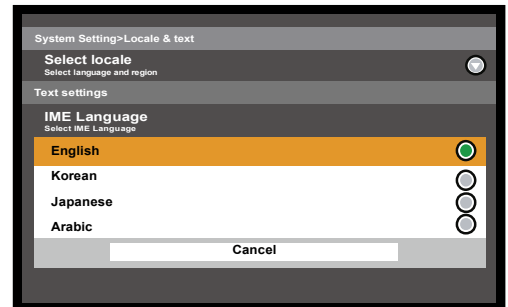 System Setting>Locale & text
Select locale
Select language and region
Text settings
IME Language
Select IME Language
English
Korean
Japanese
Arabic
Cancel